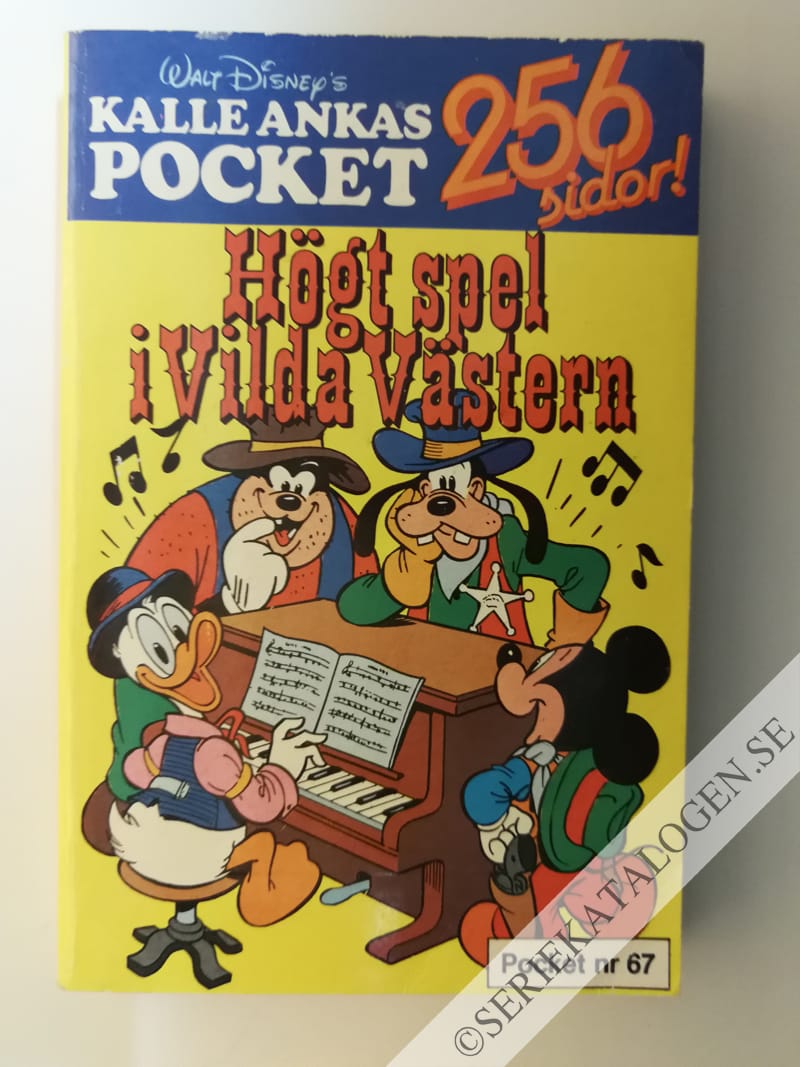 WALT DISNEY'S
KALLE ANKAS
POCKET
256
sidor!
Högt spel
i Vilda Västern
Pocket nr 67
©SERIEKATALOGEN.SE